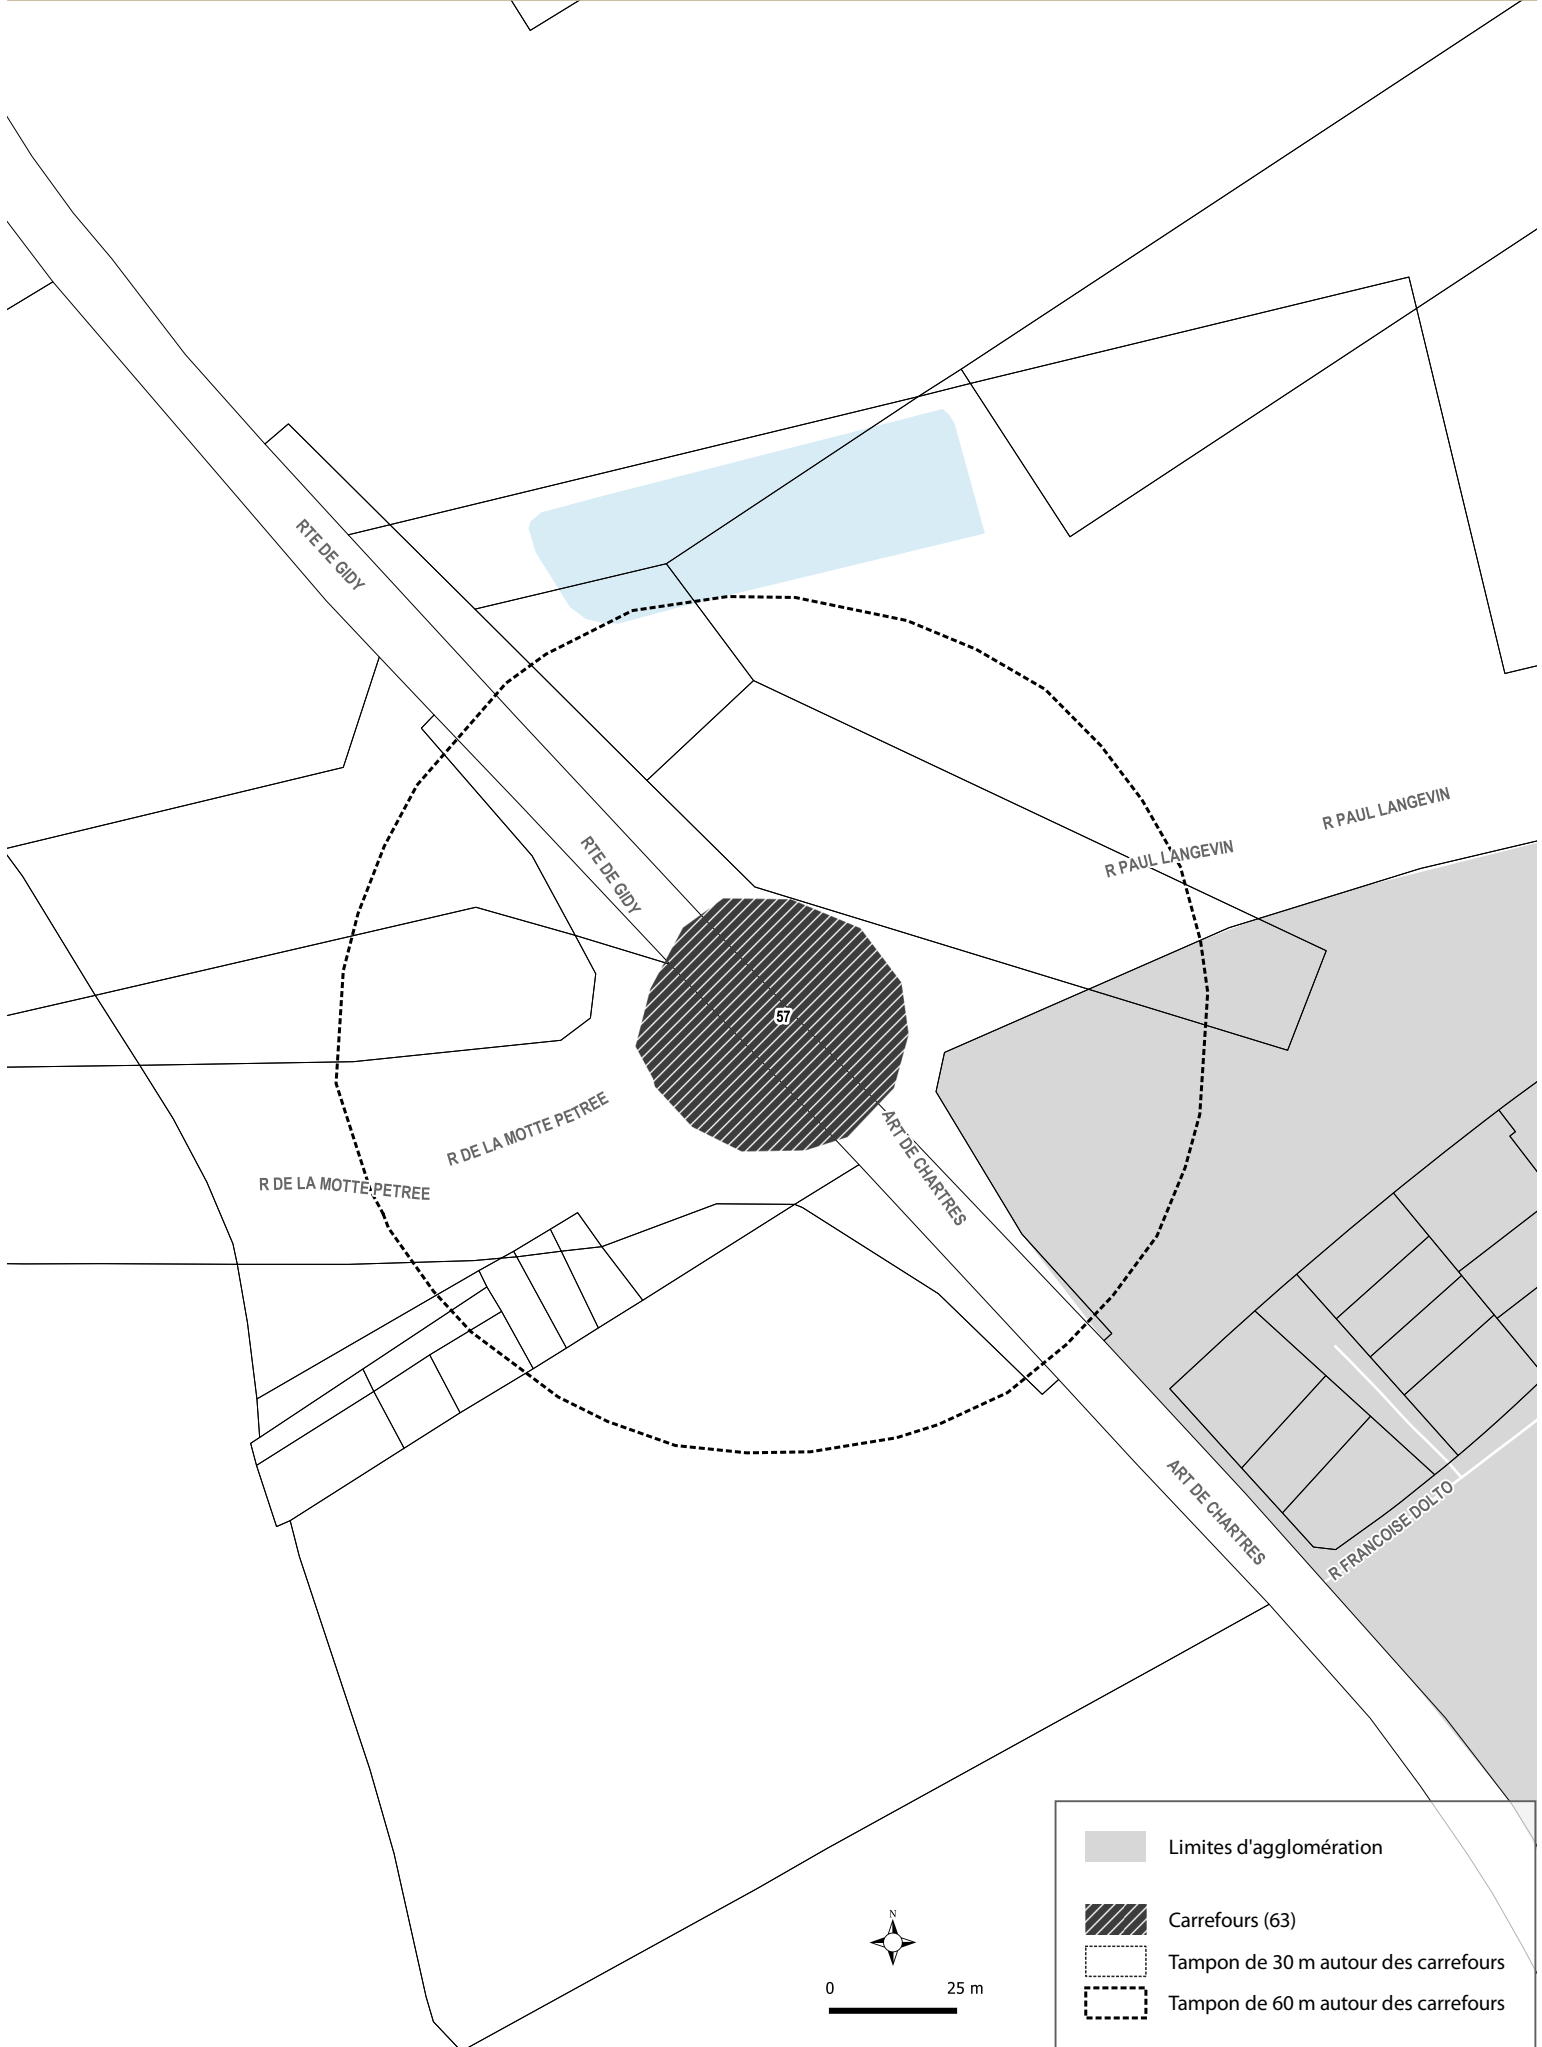 RTE DE GIDY
R PAUL LANGEVIN
RTE DE GIDY
R PAUL LANGEVIN
57
R DE LA MOTTE PETREE
ART DE CHARTRES
R DE LA MOTTE PETREE
ART DE CHARTRES
R FRANCOISE DOLTO
Limites d'agglomération
Carrefours (63)
Tampon de 30 m autour des carrefours
Tampon de 60 m autour des carrefours
N
0 25 m